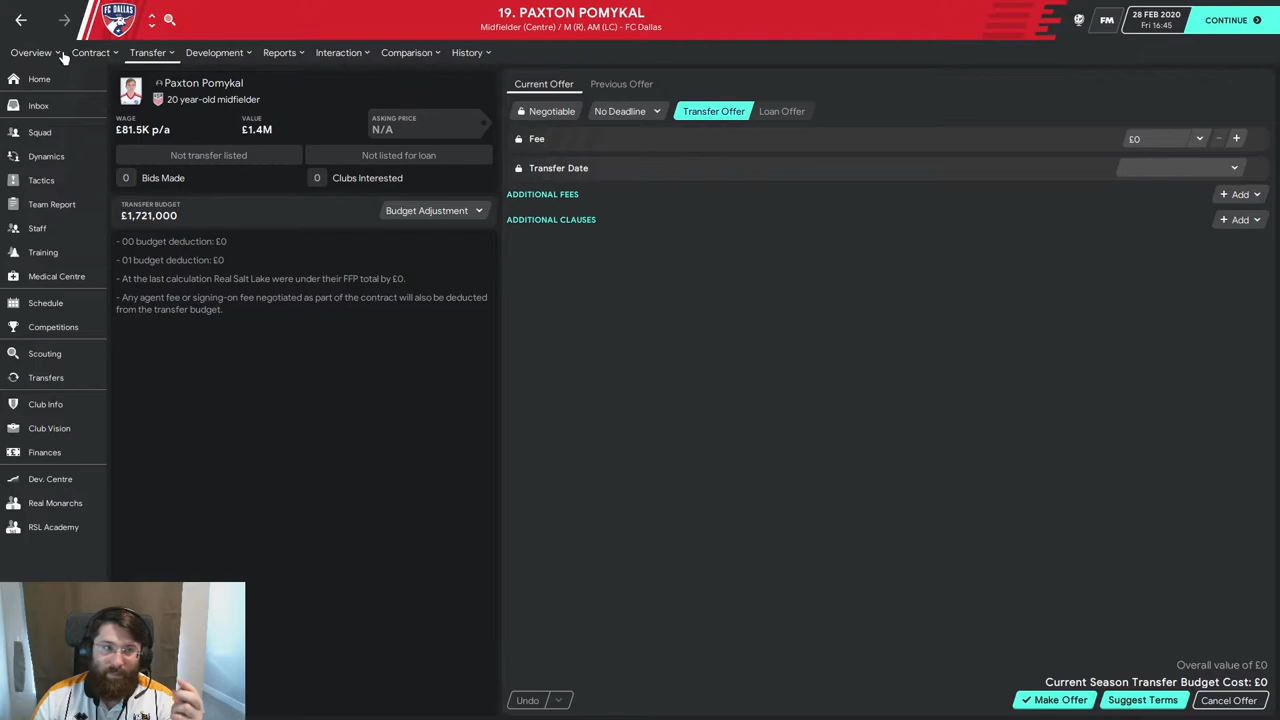 FC DALLAS
19. PAXTON POMYKAL
Midfielder (Centre) / M (R), AM (LC) - FC Dallas
FM
28 FEB 2020
Fri 16:45
CONTINUE
Overview
Contract
Transfer
Development
Reports
Interaction
Comparison
History
Home
Inbox
Squad
Dynamics
Tactics
Team Report
Staff
Training
Medical Centre
Schedule
Competitions
Scouting
Transfers
Club Info
Club Vision
Finances
Dev. Centre
Real Monarchs
RSL Academy
Paxton Pomykal
20 year-old midfielder
WAGE
£81.5K p/a
VALUE
£1.4M
ASKING PRICE
N/A
Not transfer listed
Not listed for loan
0 Bids Made
0 Clubs Interested
TRANSFER BUDGET
£1,721,000
Budget Adjustment
- 00 budget deduction: £0
- 01 budget deduction: £0
- At the last calculation Real Salt Lake were under their FFP total by £0.
- Any agent fee or signing-on fee negotiated as part of the contract will also be deducted
from the transfer budget.
Current Offer
Previous Offer
Negotiable
No Deadline
Transfer Offer
Loan Offer
Fee
£0
Transfer Date
ADDITIONAL FEES
+ Add
ADDITIONAL CLAUSES
+ Add
Overall value of £0
Current Season Transfer Budget Cost: £0
Undo
Make Offer
Suggest Terms
Cancel Offer